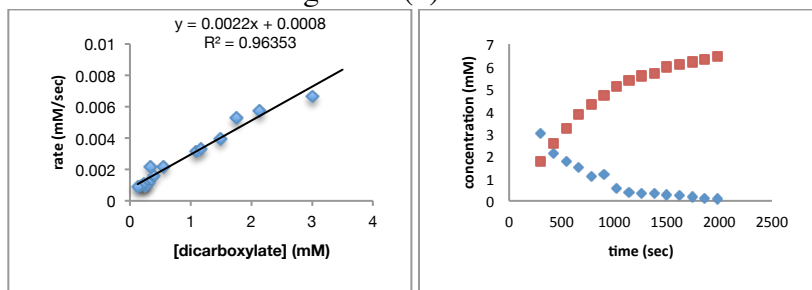 y = 0.0022x + 0.0008
R² = 0.96353
0.01
0.008
0.006
0.004
0.002
0
rate (mM/sec)
0 1 2 3 4
[dicarboxylate] (mM)
7
6
5
4
3
2
1
0
concentration (mM)
0 500 1000 1500 2000 2500
time (sec)